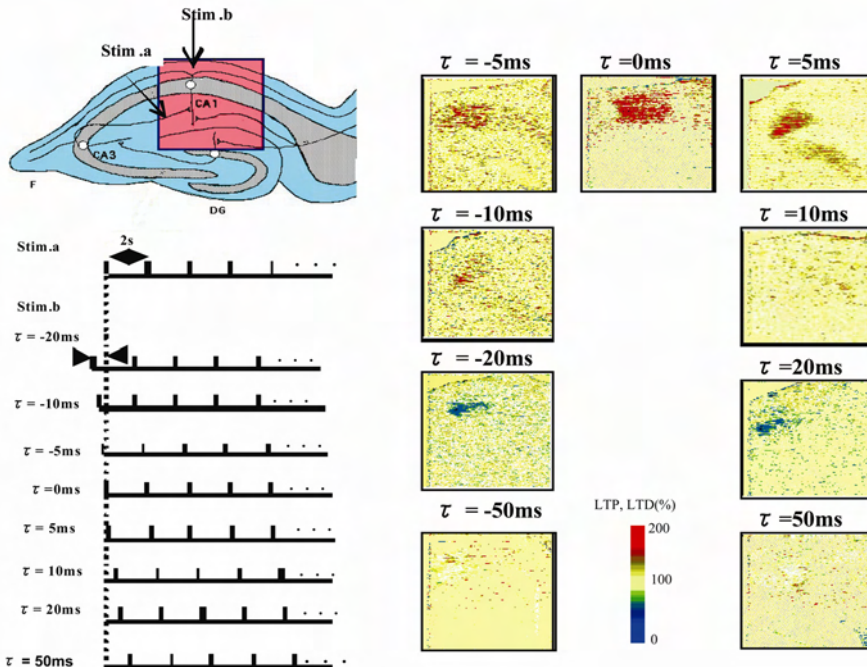 Stim.b
Stim.a
CA1
CA3
F
DG
Stim.a
2s
Stim.b
τ = -20ms
τ = -10ms
τ = -5ms
τ =0ms
τ = 5ms
τ = 10ms
τ = 20ms
τ = 50ms
τ = -5ms
τ =0ms
τ = 5ms
τ = -10ms
τ =10ms
τ = -20ms
τ =20ms
τ = -50ms
LTP, LTD(%)
200
100
0
τ =50ms